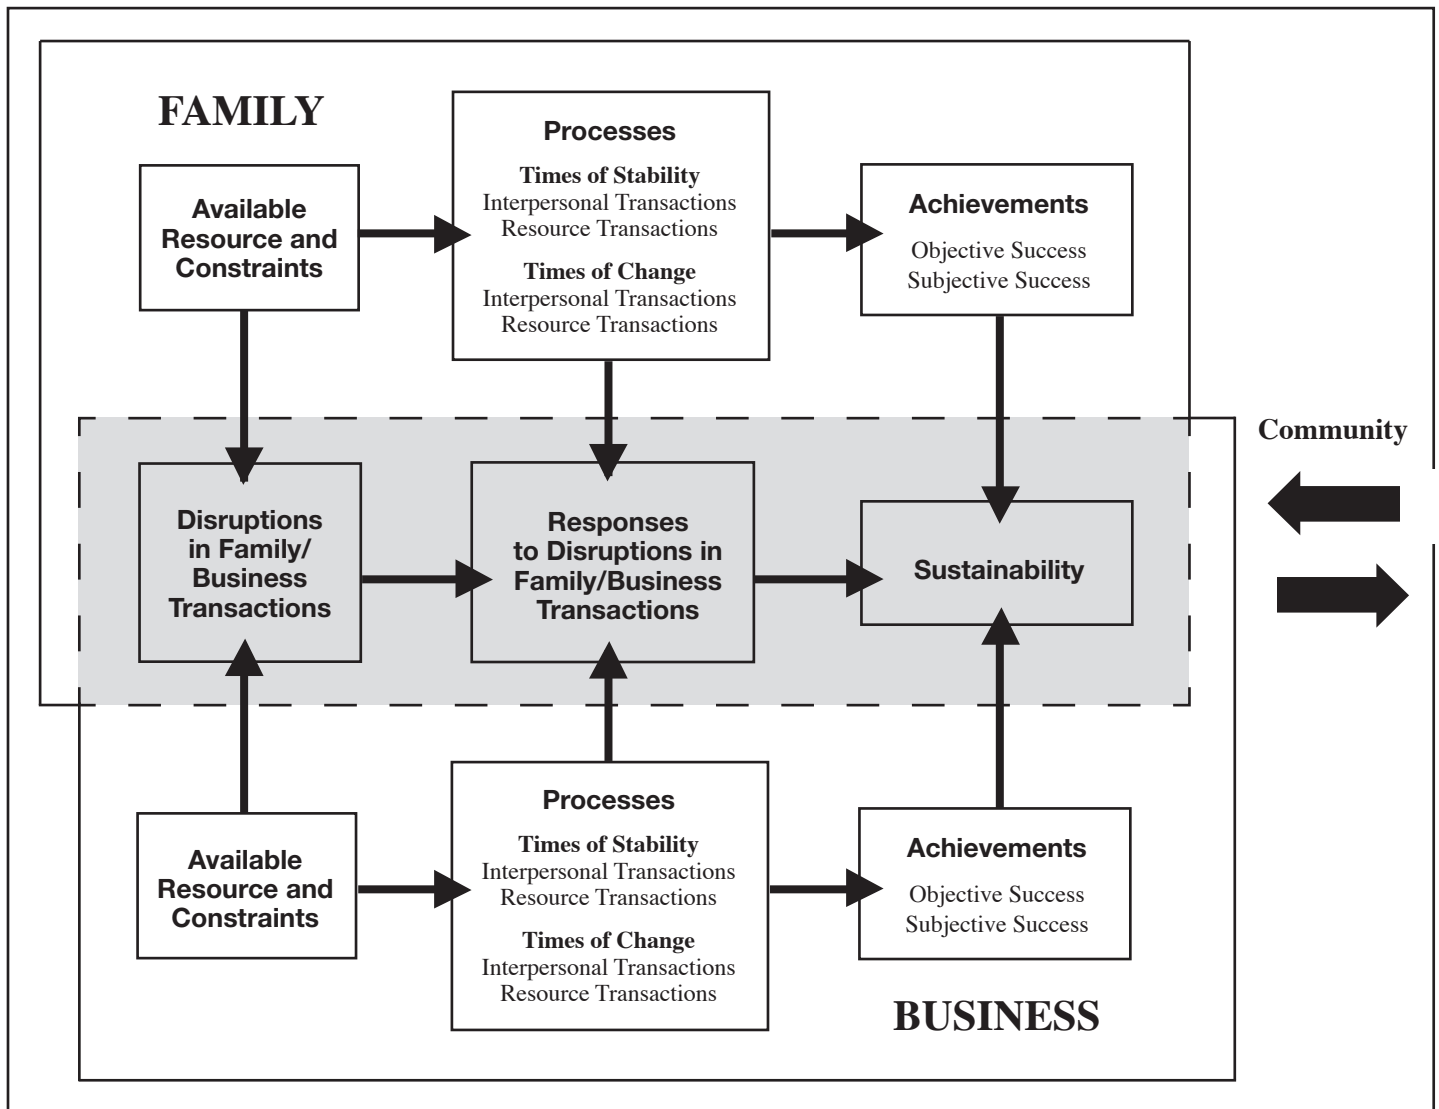 FAMILY
Available
Resource and
Constraints
Processes
Times of Stability
Interpersonal Transactions
Resource Transactions
Times of Change
Interpersonal Transactions
Resource Transactions
Achievements
Objective Success
Subjective Success
Community
Disruptions
in Family/
Business
Transactions
Responses
to Disruptions in
Family/Business
Transactions
Sustainability
Available
Resource and
Constraints
Processes
Times of Stability
Interpersonal Transactions
Resource Transactions
Times of Change
Interpersonal Transactions
Resource Transactions
Achievements
Objective Success
Subjective Success
BUSINESS